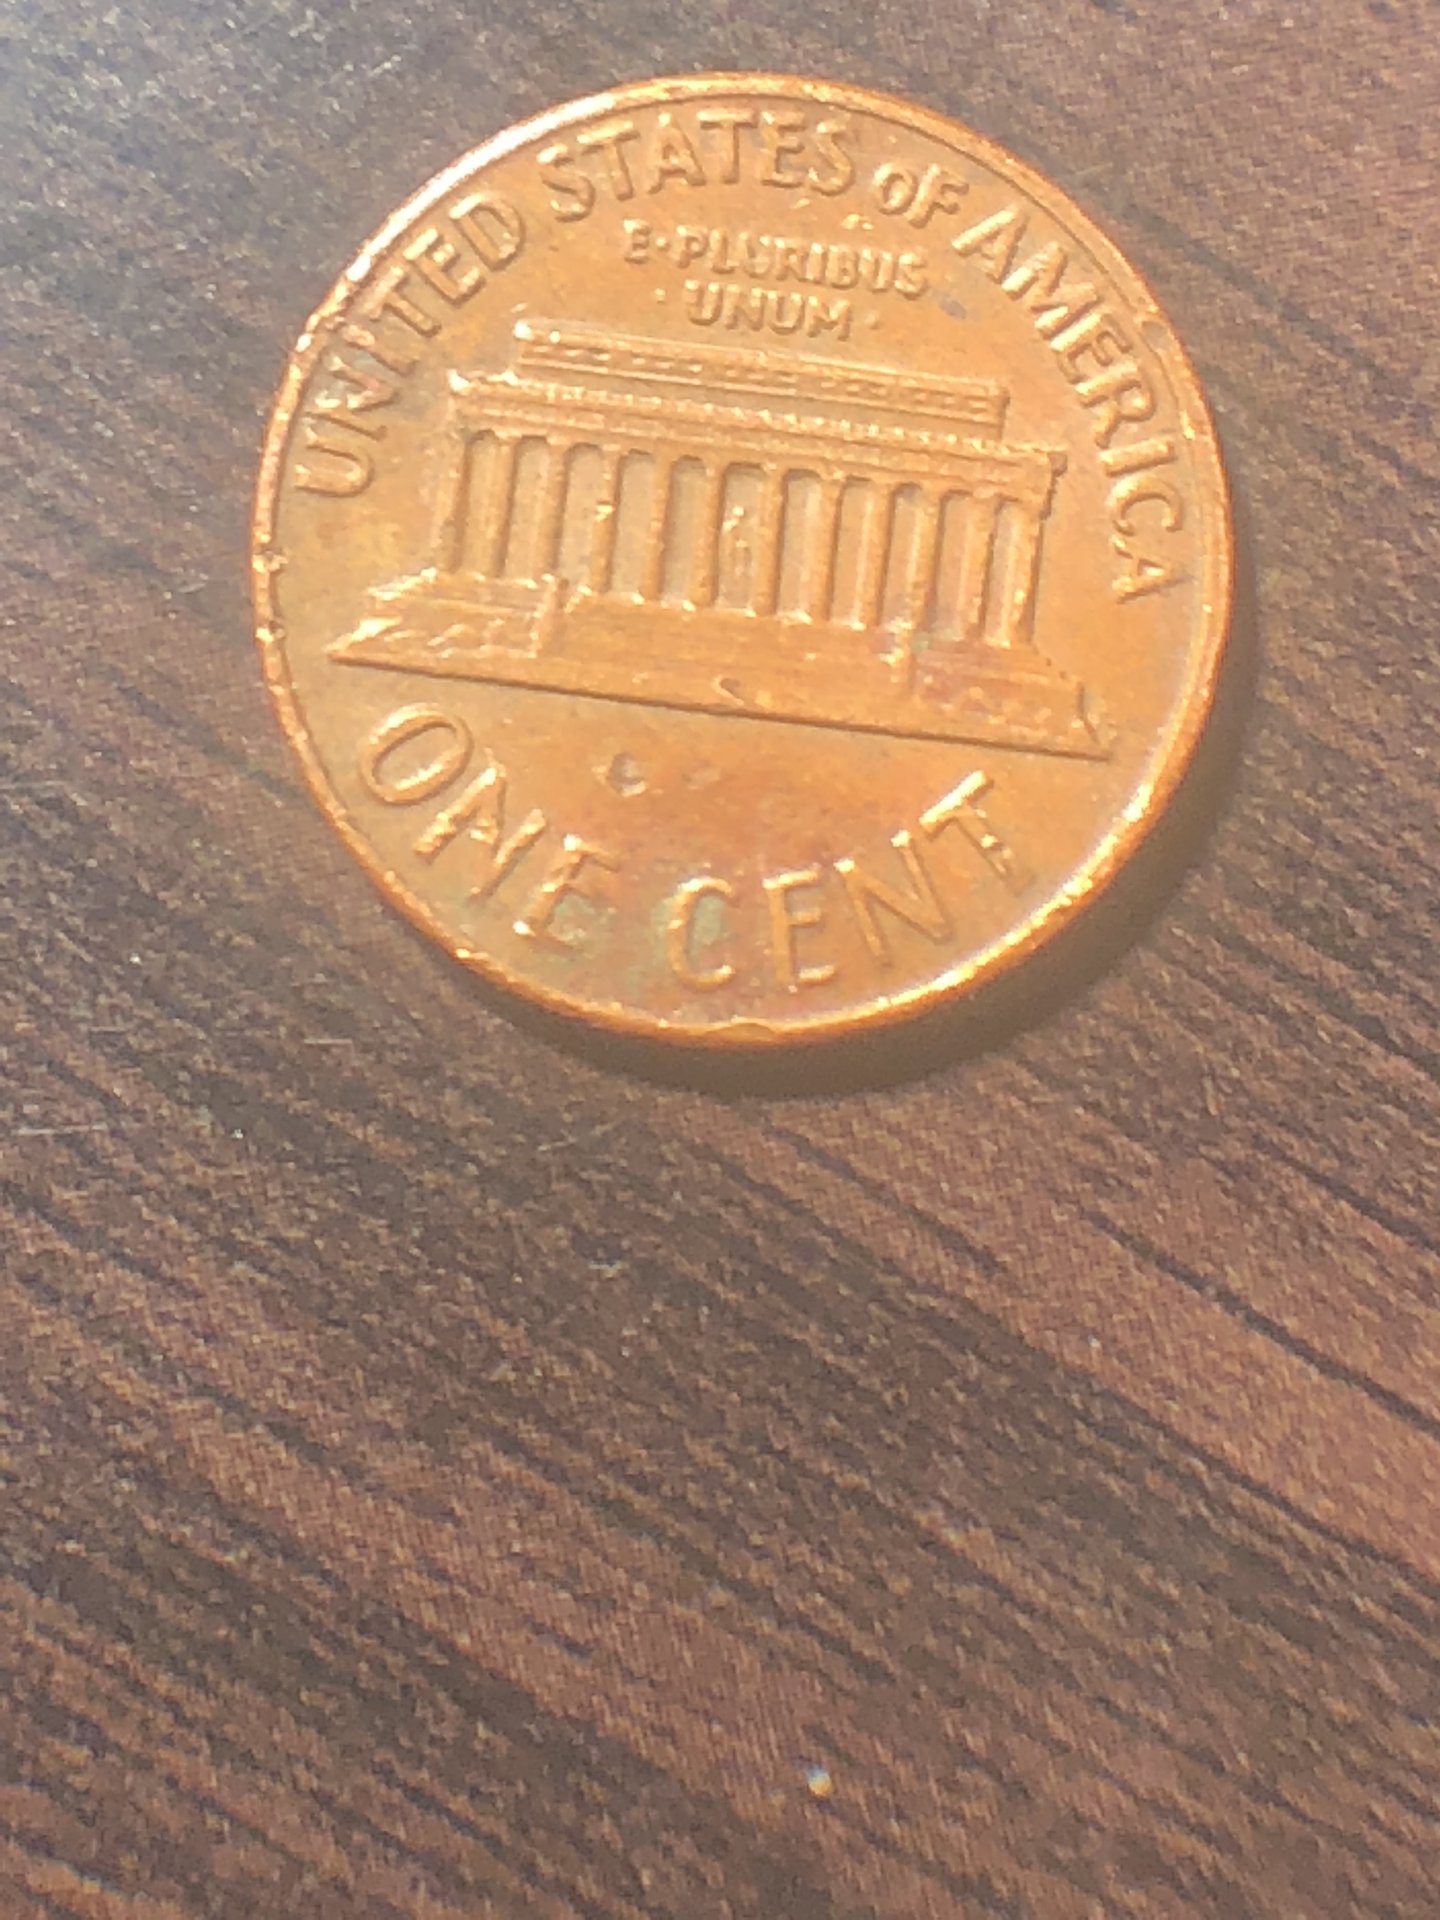 UNITED STATES oF AMERICA
E·PLURIBUS
·UNUM·
ONE CENT